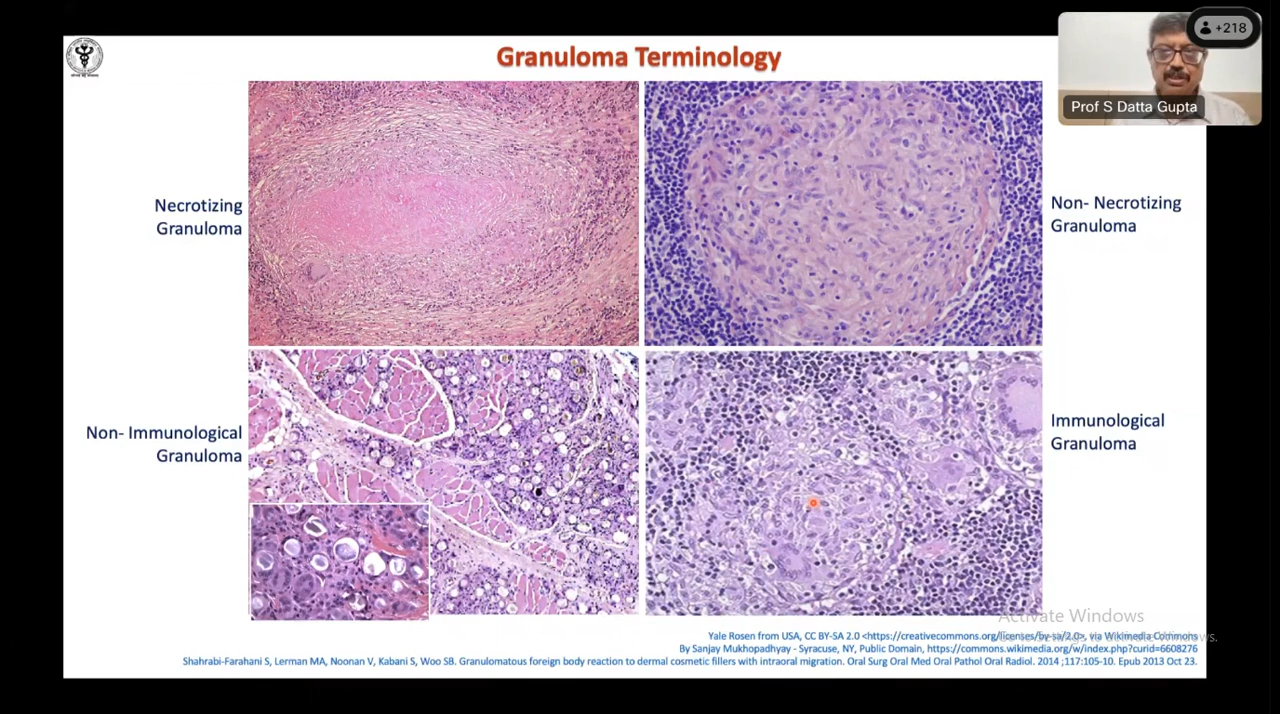 Granuloma Terminology
+218
Prof S Datta Gupta
Necrotizing
Granuloma
Non- Necrotizing
Granuloma
Non- Immunological
Granuloma
Immunological
Granuloma
Activate Windows
Yale Rosen from USA, CC BY-SA 2.0 <https://creativecommons.org/licenses/by-sa/2.0>, via Wikimedia Commons
By Sanjay Mukhopadhyay - Syracuse, NY, Public Domain, https://commons.wikimedia.org/w/index.php?curid=6608276
Shahrabi-Farahani S, Lerman MA, Noonan V, Kabani S, Woo SB. Granulomatous foreign body reaction to dermal cosmetic fillers with intraoral migration. Oral Surg Oral Med Oral Pathol Oral Radiol. 2014 ;117:105-10. Epub 2013 Oct 23.